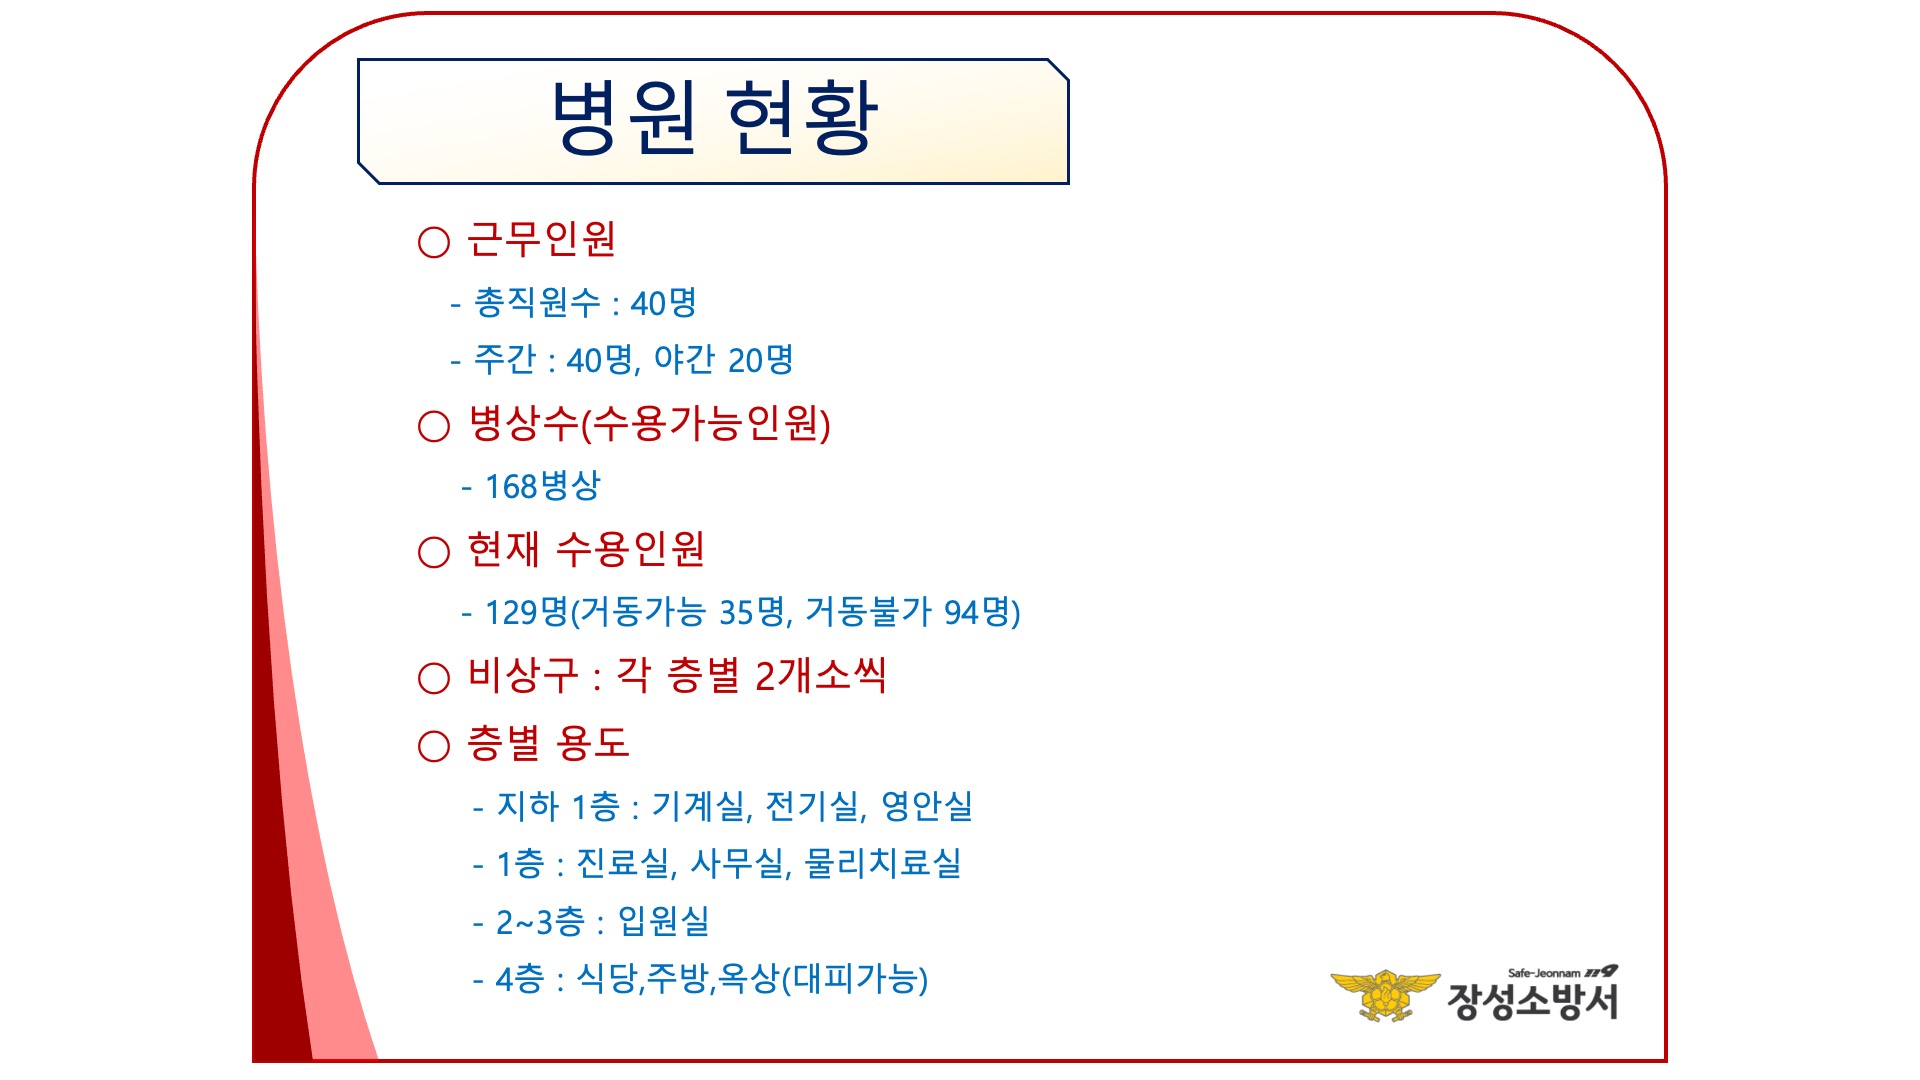 병원 현황
○ 근무인원
- 총직원수 : 40명
- 주간 : 40명, 야간 20명
○ 병상수(수용가능인원)
- 168병상
○ 현재 수용인원
- 129명(거동가능 35명, 거동불가 94명)
○ 비상구 : 각 층별 2개소씩
○ 층별 용도
- 지하 1층 : 기계실, 전기실, 영안실
- 1층 : 진료실, 사무실, 물리치료실
- 2~3층 : 입원실
- 4층 : 식당,주방,옥상(대피가능)
Safe-Jeonnam 119
장성소방서